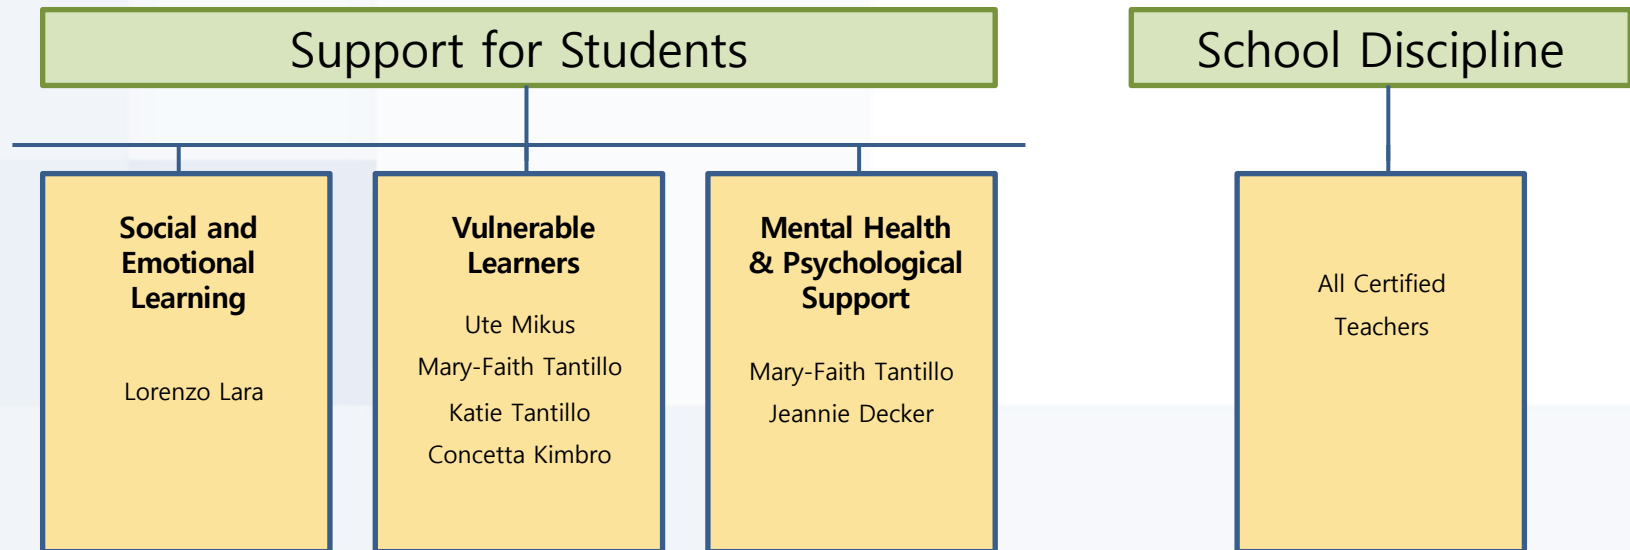 Support for Students
School Discipline
Social and
Emotional
Learning
Lorenzo Lara
Vulnerable
Learners
Ute Mikus
Mary-Faith Tantillo
Katie Tantillo
Concetta Kimbro
Mental Health
& Psychological
Support
Mary-Faith Tantillo
Jeannie Decker
All Certified
Teachers